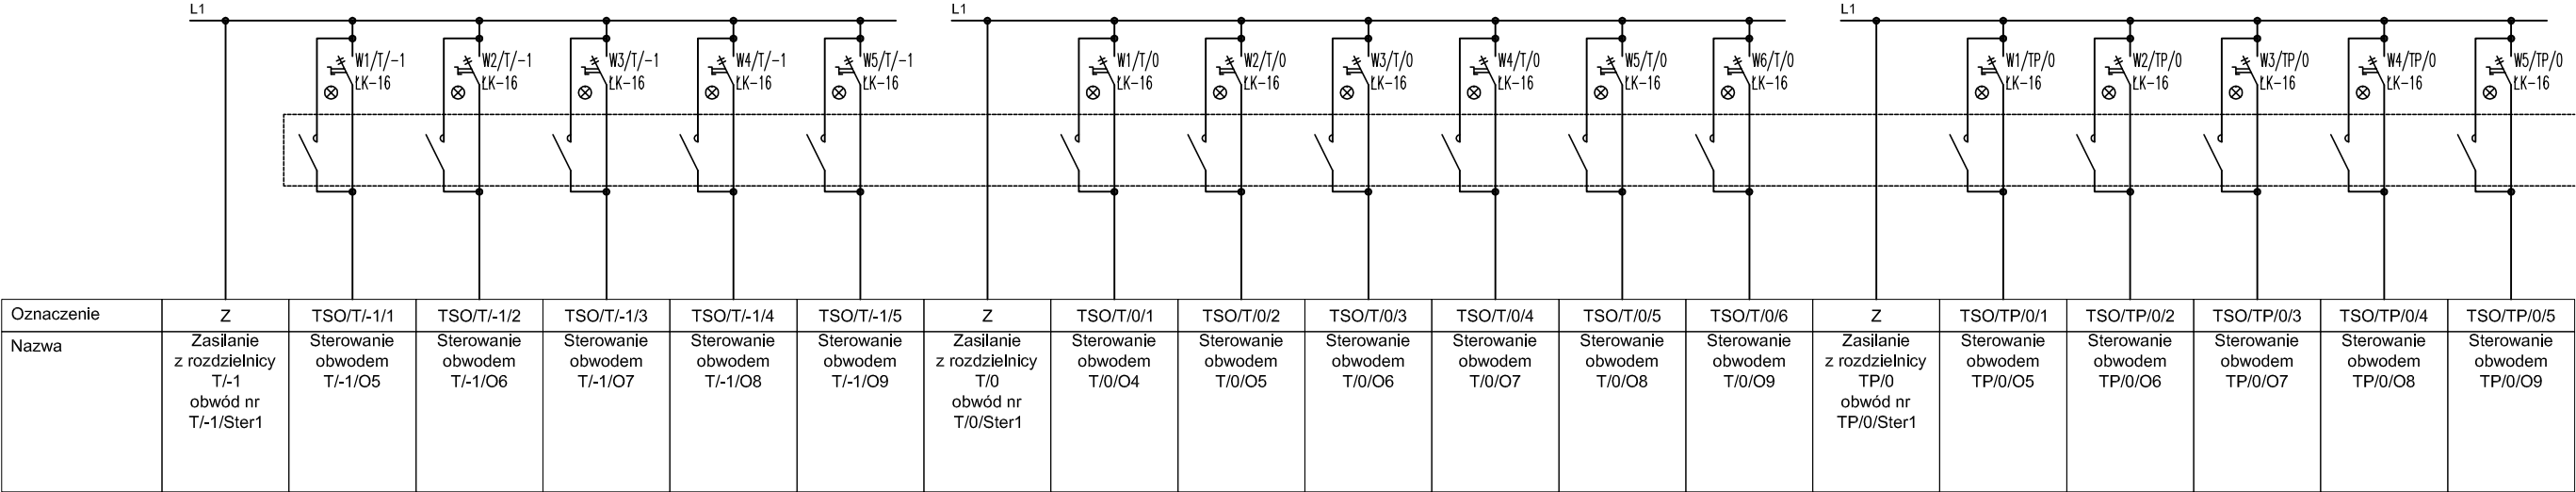 L1
L1
L1
W1/T/-1
ŁK-16
W2/T/-1
ŁK-16
W3/T/-1
ŁK-16
W4/T/-1
ŁK-16
W5/T/-1
ŁK-16
W1/T/0
ŁK-16
W2/T/0
ŁK-16
W3/T/0
ŁK-16
W4/T/0
ŁK-16
W5/T/0
ŁK-16
W6/T/0
ŁK-16
W1/TP/0
ŁK-16
W2/TP/0
ŁK-16
W3/TP/0
ŁK-16
W4/TP/0
ŁK-16
W5/TP/0
ŁK-16
Oznaczenie
Z
TSO/T/-1/1
TSO/T/-1/2
TSO/T/-1/3
TSO/T/-1/4
TSO/T/-1/5
Z
TSO/T/0/1
TSO/T/0/2
TSO/T/0/3
TSO/T/0/4
TSO/T/0/5
TSO/T/0/6
Z
TSO/TP/0/1
TSO/TP/0/2
TSO/TP/0/3
TSO/TP/0/4
TSO/TP/0/5
Nazwa
Zasilanie
z rozdzielnicy
T/-1
obwód nr
T/-1/Ster1
Sterowanie
obwodem
T/-1/O5
Sterowanie
obwodem
T/-1/O6
Sterowanie
obwodem
T/-1/O7
Sterowanie
obwodem
T/-1/O8
Sterowanie
obwodem
T/-1/O9
Zasilanie
z rozdzielnicy
T/0
obwód nr
T/0/Ster1
Sterowanie
obwodem
T/0/O4
Sterowanie
obwodem
T/0/O5
Sterowanie
obwodem
T/0/O6
Sterowanie
obwodem
T/0/O7
Sterowanie
obwodem
T/0/O8
Sterowanie
obwodem
T/0/O9
Zasilanie
z rozdzielnicy
TP/0
obwód nr
TP/0/Ster1
Sterowanie
obwodem
TP/0/O5
Sterowanie
obwodem
TP/0/O6
Sterowanie
obwodem
TP/0/O7
Sterowanie
obwodem
TP/0/O8
Sterowanie
obwodem
TP/0/O9